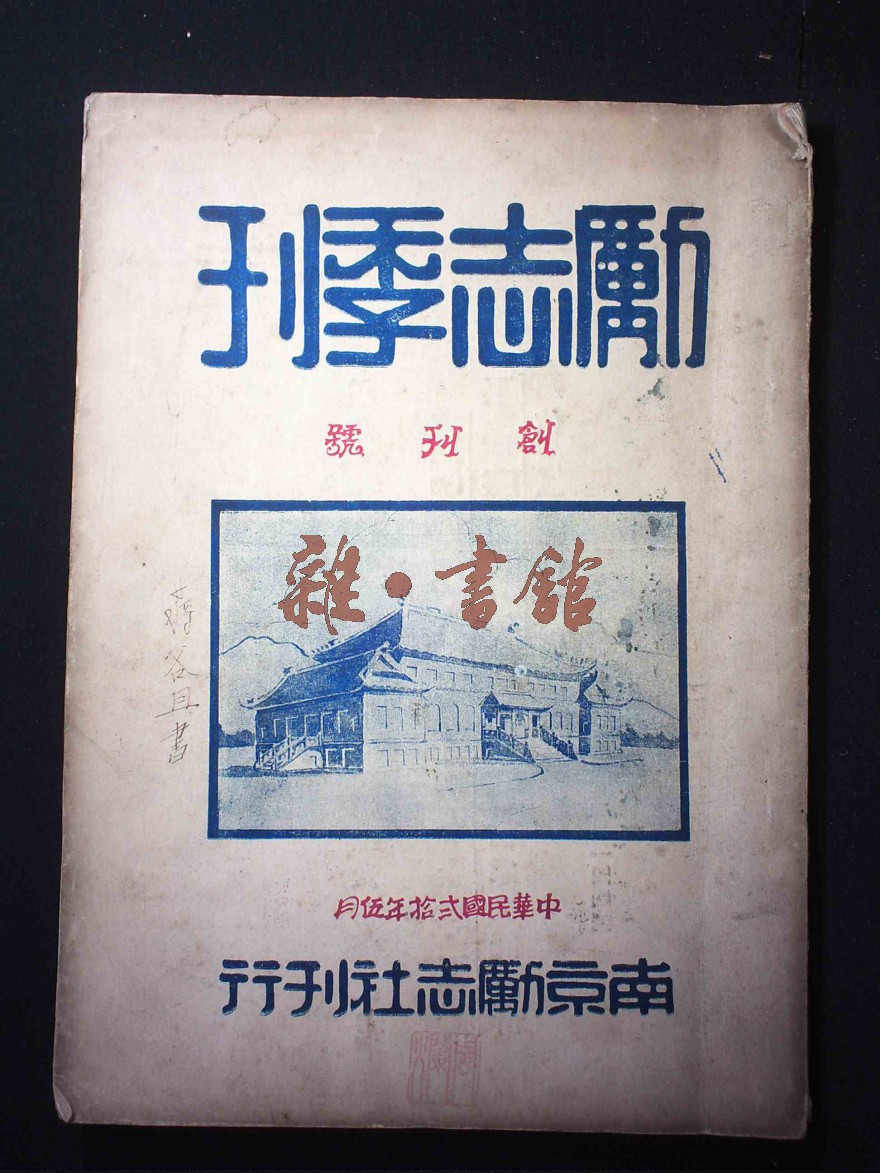 勵志季刊
創刊號
雜·書館
中華民國弍拾年伍月
南京勵志社刊行